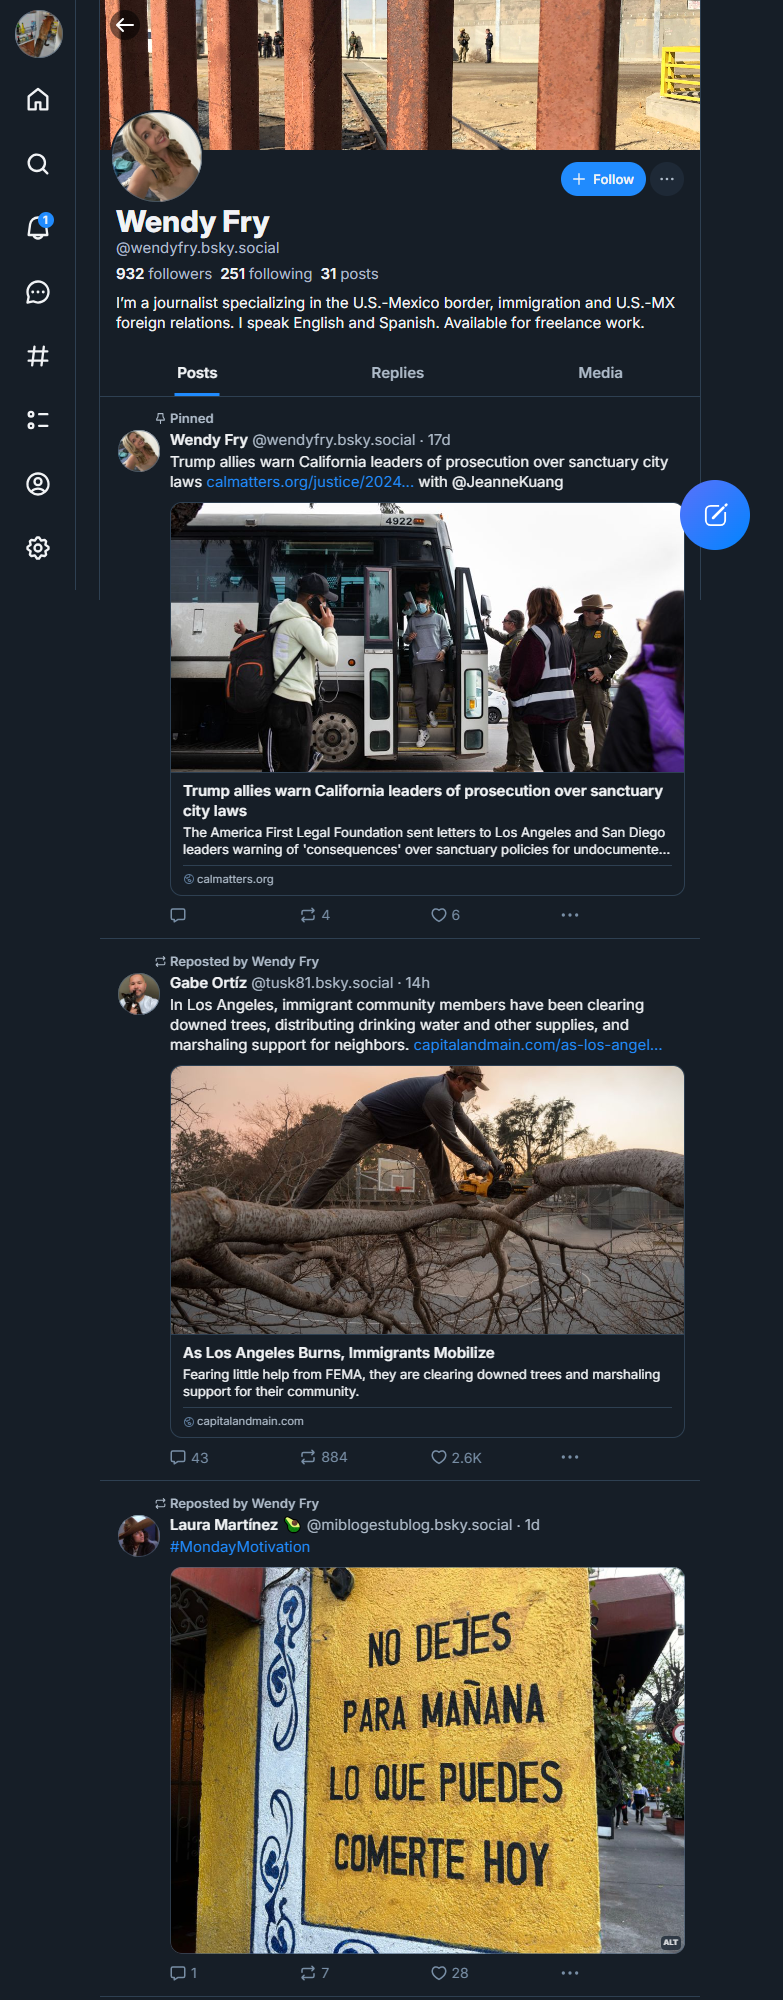 + Follow
Wendy Fry
@wendyfry.bsky.social
932 followers 251 following 31 posts
I'm a journalist specializing in the U.S.-Mexico border, immigration and U.S.-MX
foreign relations. I speak English and Spanish. Available for freelance work.
Posts Replies Media
1
Pinned
Wendy Fry @wendyfry.bsky.social · 17d
Trump allies warn California leaders of prosecution over sanctuary city
laws calmatters.org/justice/2024... with @JeanneKuang
4922
Trump allies warn California leaders of prosecution over sanctuary
city laws
The America First Legal Foundation sent letters to Los Angeles and San Diego
leaders warning of 'consequences' over sanctuary policies for undocumente...
calmatters.org
4 6
Reposted by Wendy Fry
Gabe Ortíz @tusk81.bsky.social · 14h
In Los Angeles, immigrant community members have been clearing
downed trees, distributing drinking water and other supplies, and
marshaling support for neighbors. capitalandmain.com/as-los-angel...
As Los Angeles Burns, Immigrants Mobilize
Fearing little help from FEMA, they are clearing downed trees and marshaling
support for their community.
capitalandmain.com
43 884 2.6K
Reposted by Wendy Fry
Laura Martínez 🥑 @miblogestublog.bsky.social · 1d
#MondayMotivation
NO DEJES
PARA MAÑANA
LO QUE PUEDES
COMERTE HOY
ALT
1 7 28